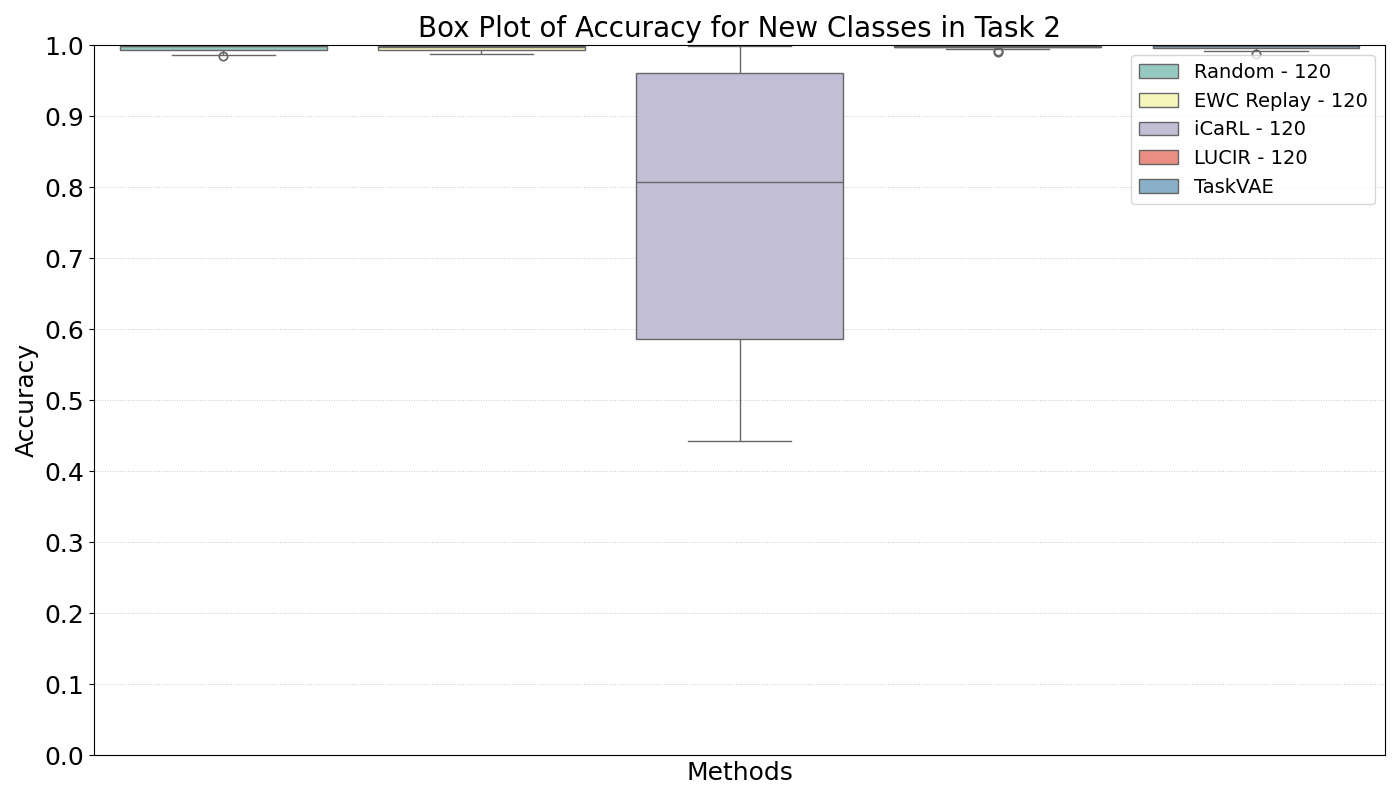 Box Plot of Accuracy for New Classes in Task 2
1.0
0.9
0.8
0.7
0.6
0.5
0.4
0.3
0.2
0.1
0.0
Accuracy
Methods
Random - 120
EWC Replay - 120
iCaRL - 120
LUCIR - 120
TaskVAE